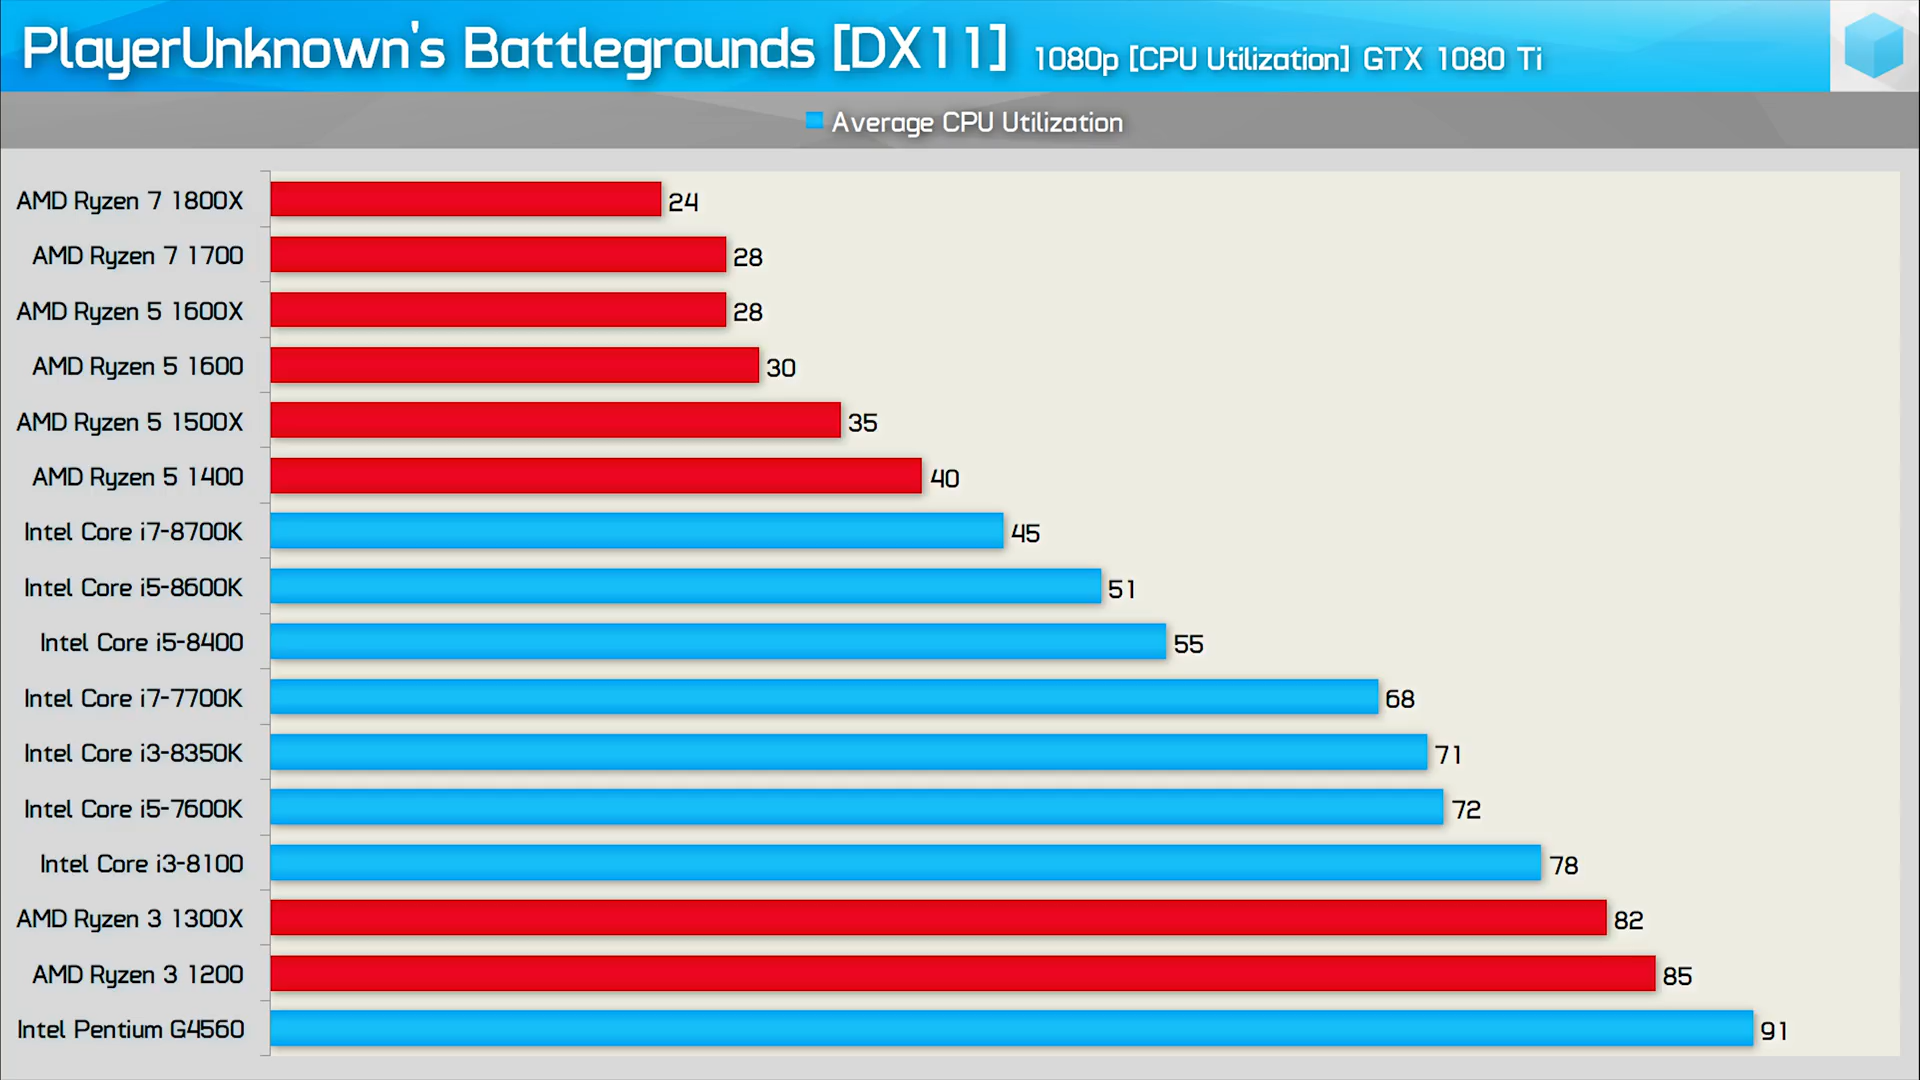 PlayerUnknown's Battlegrounds [DX11] 1080p [CPU Utilization] GTX 1080 Ti
Average CPU Utilization
AMD Ryzen 7 1800X 24
AMD Ryzen 7 1700 28
AMD Ryzen 5 1600X 28
AMD Ryzen 5 1600 30
AMD Ryzen 5 1500X 35
AMD Ryzen 5 1400 40
Intel Core i7-8700K 45
Intel Core i5-8600K 51
Intel Core i5-8400 55
Intel Core i7-7700K 68
Intel Core i3-8350K 71
Intel Core i5-7600K 72
Intel Core i3-8100 78
AMD Ryzen 3 1300X 82
AMD Ryzen 3 1200 85
Intel Pentium G4560 91